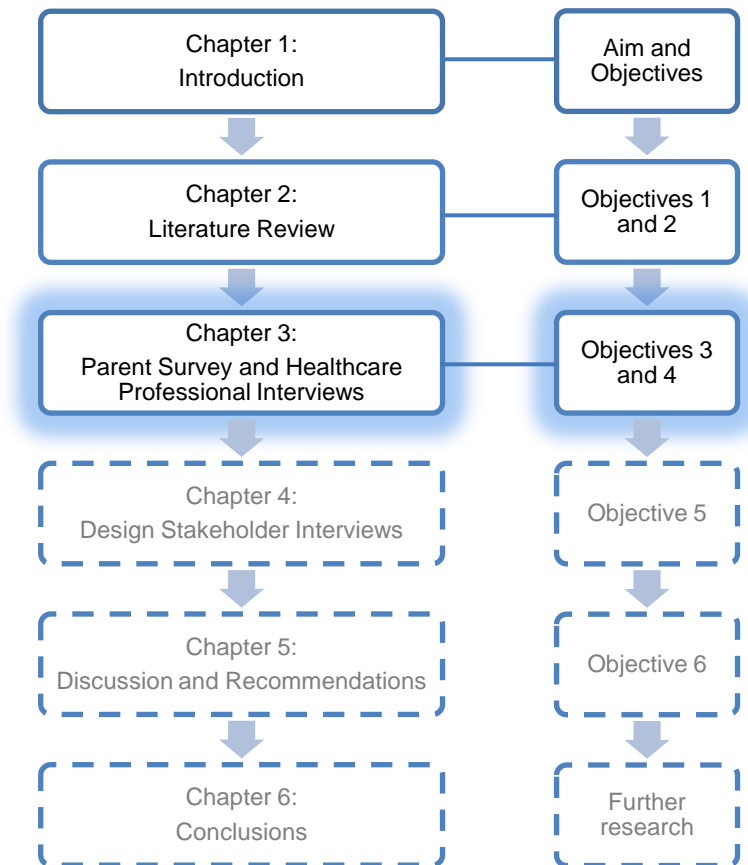 Chapter 1:
Introduction
Aim and
Objectives
Chapter 2:
Literature Review
Objectives 1
and 2
Chapter 3:
Parent Survey and Healthcare
Professional Interviews
Objectives 3
and 4
Chapter 4:
Design Stakeholder Interviews
Objective 5
Chapter 5:
Discussion and Recommendations
Objective 6
Chapter 6:
Conclusions
Further
research